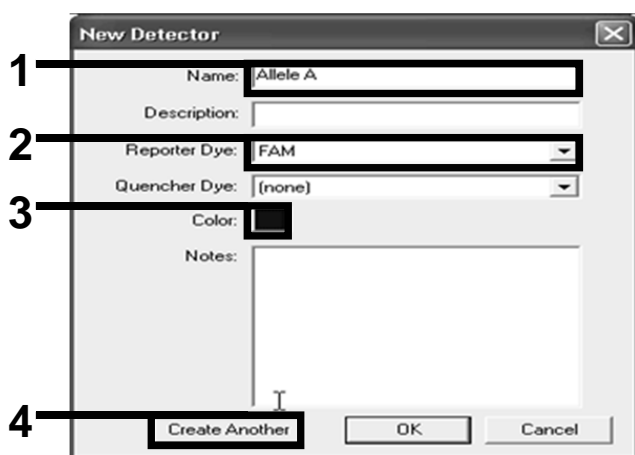 New Detector
1 Name: Allele A
Description:
2 Reporter Dye: FAM
Quencher Dye: (none)
3 Color:
Notes:
4 Create Another OK Cancel